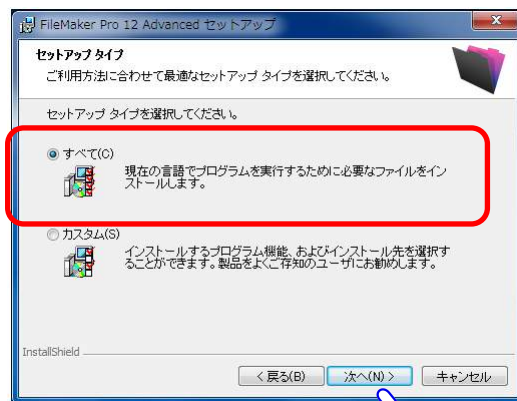 FileMaker Pro 12 Advanced セットアップ
セットアップ タイプ
ご利用方法に合わせて最適なセットアップ タイプを選択してください。
セットアップ タイプを選択してください。
すべて(C)
現在の言語でプログラムを実行するために必要なファイルをイン
ストールします。
カスタム(S)
インストールするプログラム機能、およびインストール先を選択す
ることができます。製品をよくご存知のユーザにお勧めします。
InstallShield
< 戻る(B)
次へ(N) >
キャンセル